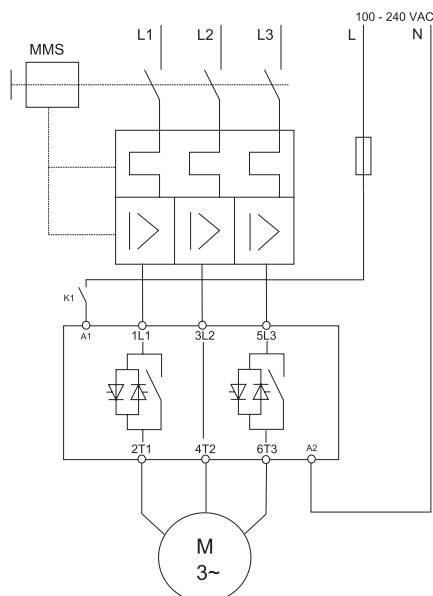 100 - 240 VAC
L1 L2 L3 L N
MMS
K1
A1 1L1 3L2 5L3
2T1 4T2 6T3 A2
M
3~